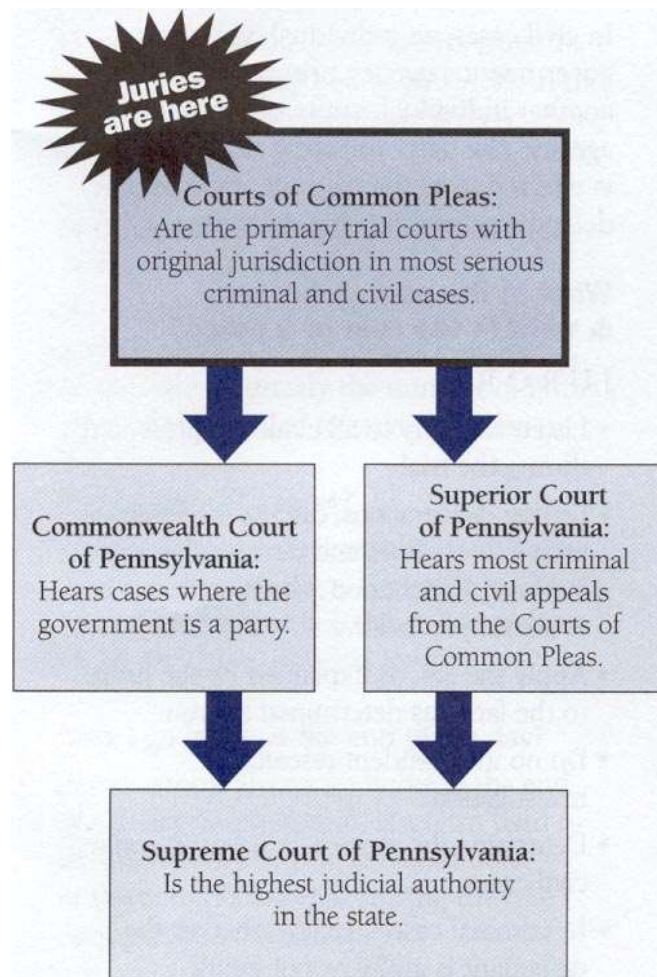 Juries
are here
Courts of Common Pleas:
Are the primary trial courts with
original jurisdiction in most serious
criminal and civil cases.
Commonwealth Court
of Pennsylvania:
Hears cases where the
government is a party.
Superior Court
of Pennsylvania:
Hears most criminal
and civil appeals
from the Courts of
Common Pleas.
Supreme Court of Pennsylvania:
Is the highest judicial authority
in the state.